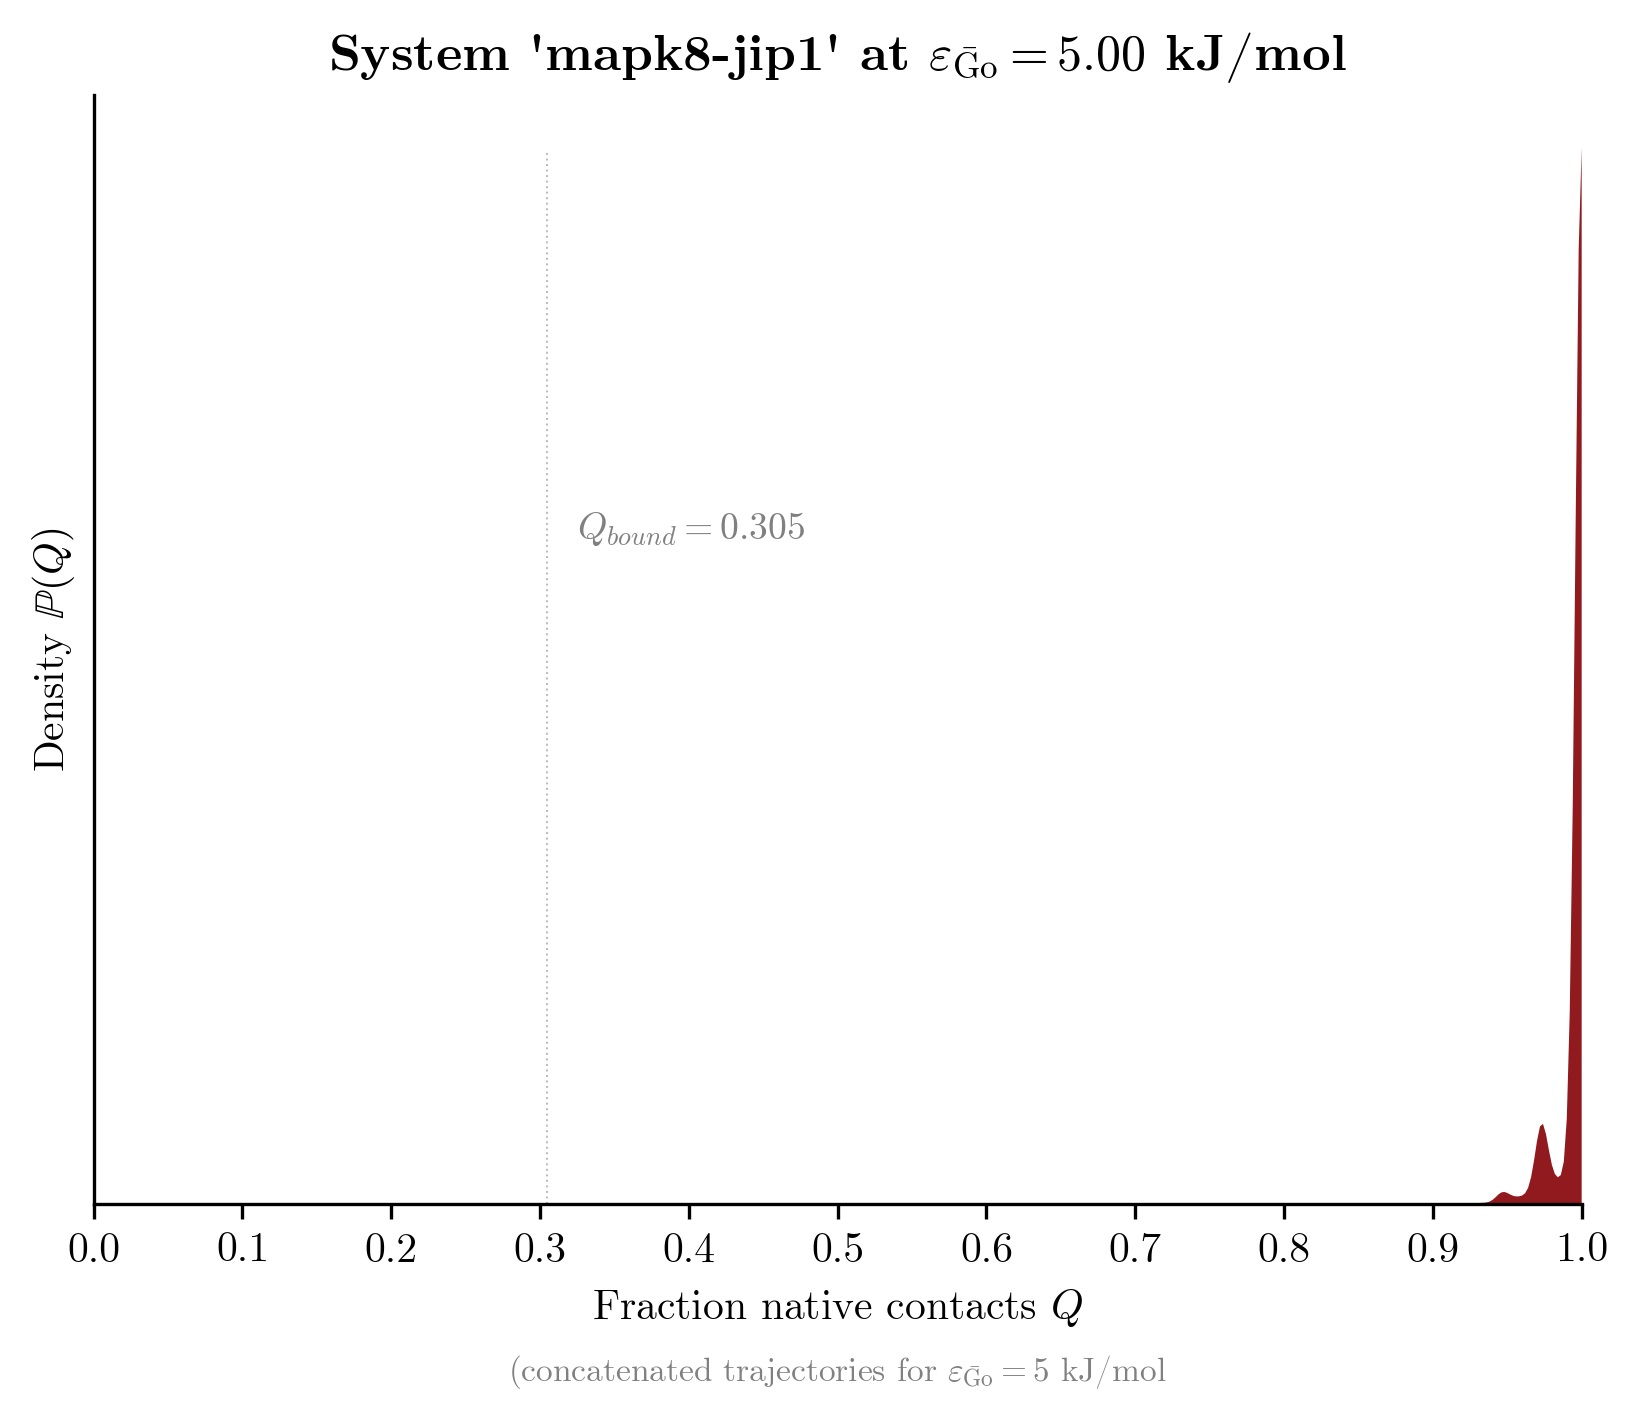 System 'mapk8-jip1' at ε_Ḡo = 5.00 kJ/mol
Q_bound = 0.305
Density ℙ(Q)
0.0 0.1 0.2 0.3 0.4 0.5 0.6 0.7 0.8 0.9 1.0
Fraction native contacts Q
(concatenated trajectories for ε_Ḡo = 5 kJ/mol